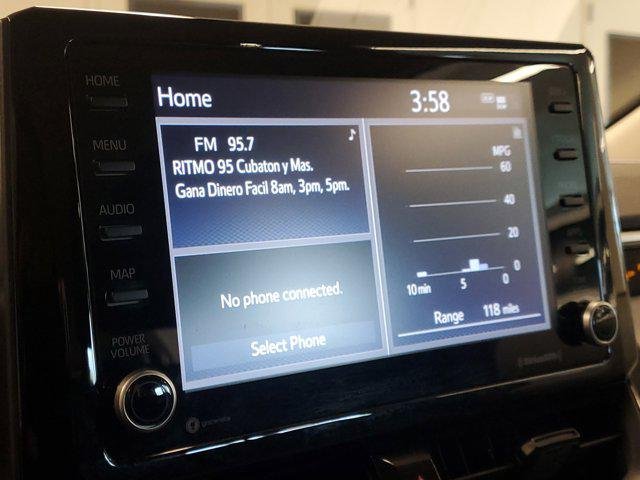 HOME
MENU
AUDIO
MAP
POWER
VOLUME
Home
3:58
FM 95.7
RITMO 95 Cubaton y Mas.
Gana Dinero Facil 8am, 3pm, 5pm.
No phone connected.
Select Phone
MPG
60
40
20
0
10 min 5 0
Range 118 miles
gracenote
SiriusXM